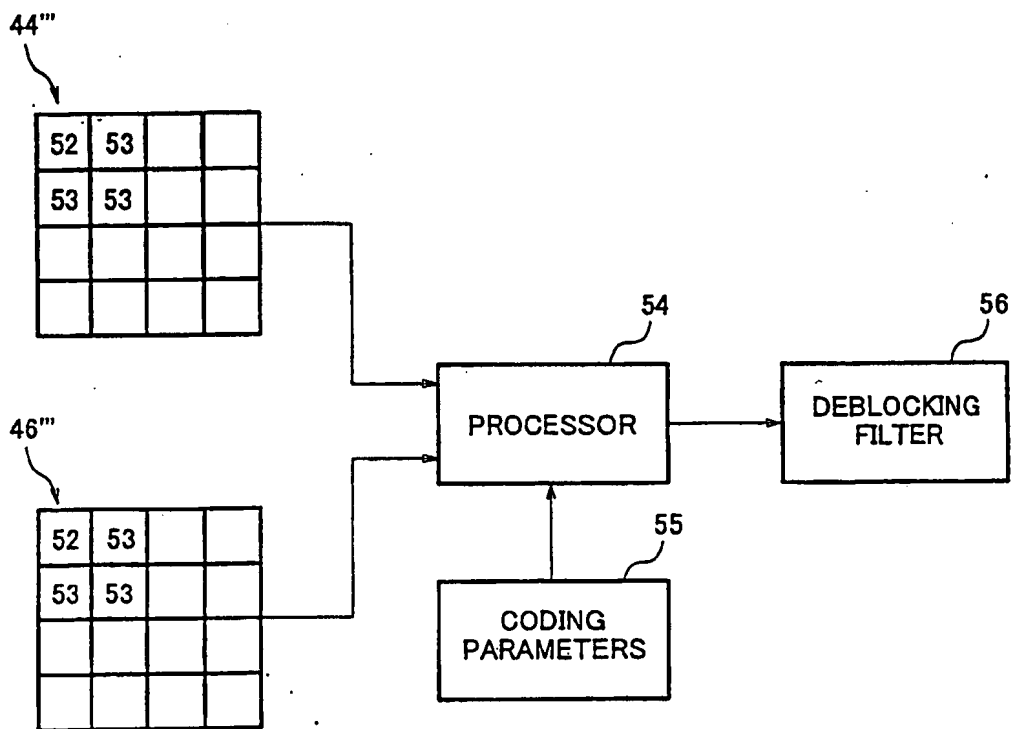 44'''
52 53
53 53
54
PROCESSOR
56
DEBLOCKING
FILTER
46'''
52 53
53 53
55
CODING
PARAMETERS